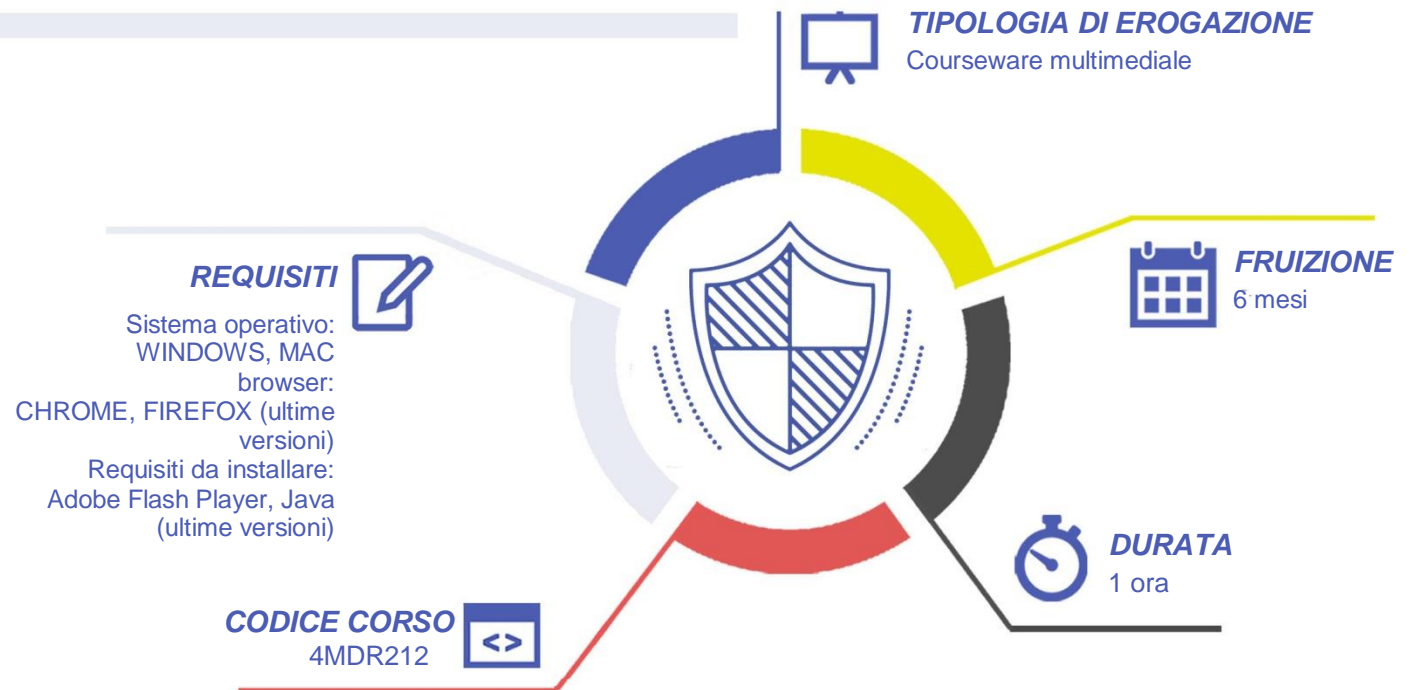 TIPOLOGIA DI EROGAZIONE
Courseware multimediale
REQUISITI
Sistema operativo:
WINDOWS, MAC
browser:
CHROME, FIREFOX (ultime
versioni)
Requisiti da installare:
Adobe Flash Player, Java
(ultime versioni)
FRUIZIONE
6 mesi
DURATA
1 ora
CODICE CORSO
4MDR212
<>